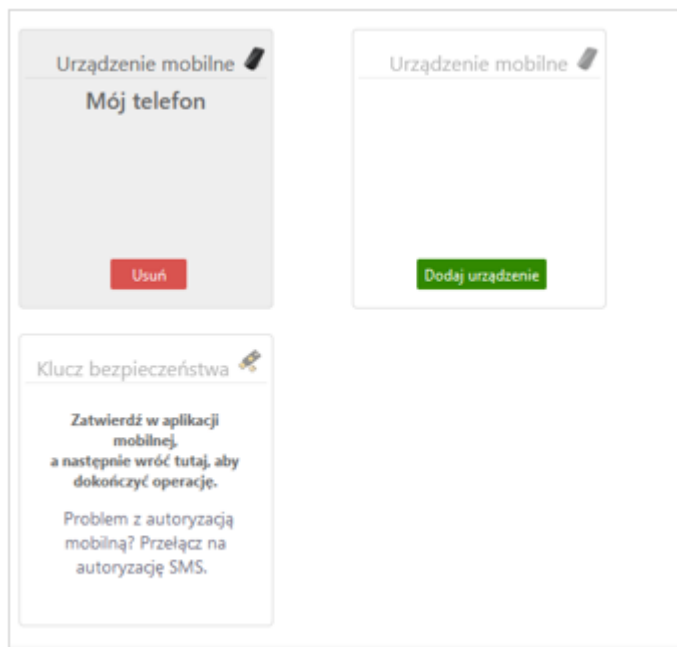 Urządzenie mobilne
Mój telefon
Usuń
Urządzenie mobilne
Dodaj urządzenie
Klucz bezpieczeństwa
Zatwierdź w aplikacji
mobilnej,
a następnie wróć tutaj, aby
dokończyć operację.
Problem z autoryzacją
mobilną? Przełącz na
autoryzację SMS.